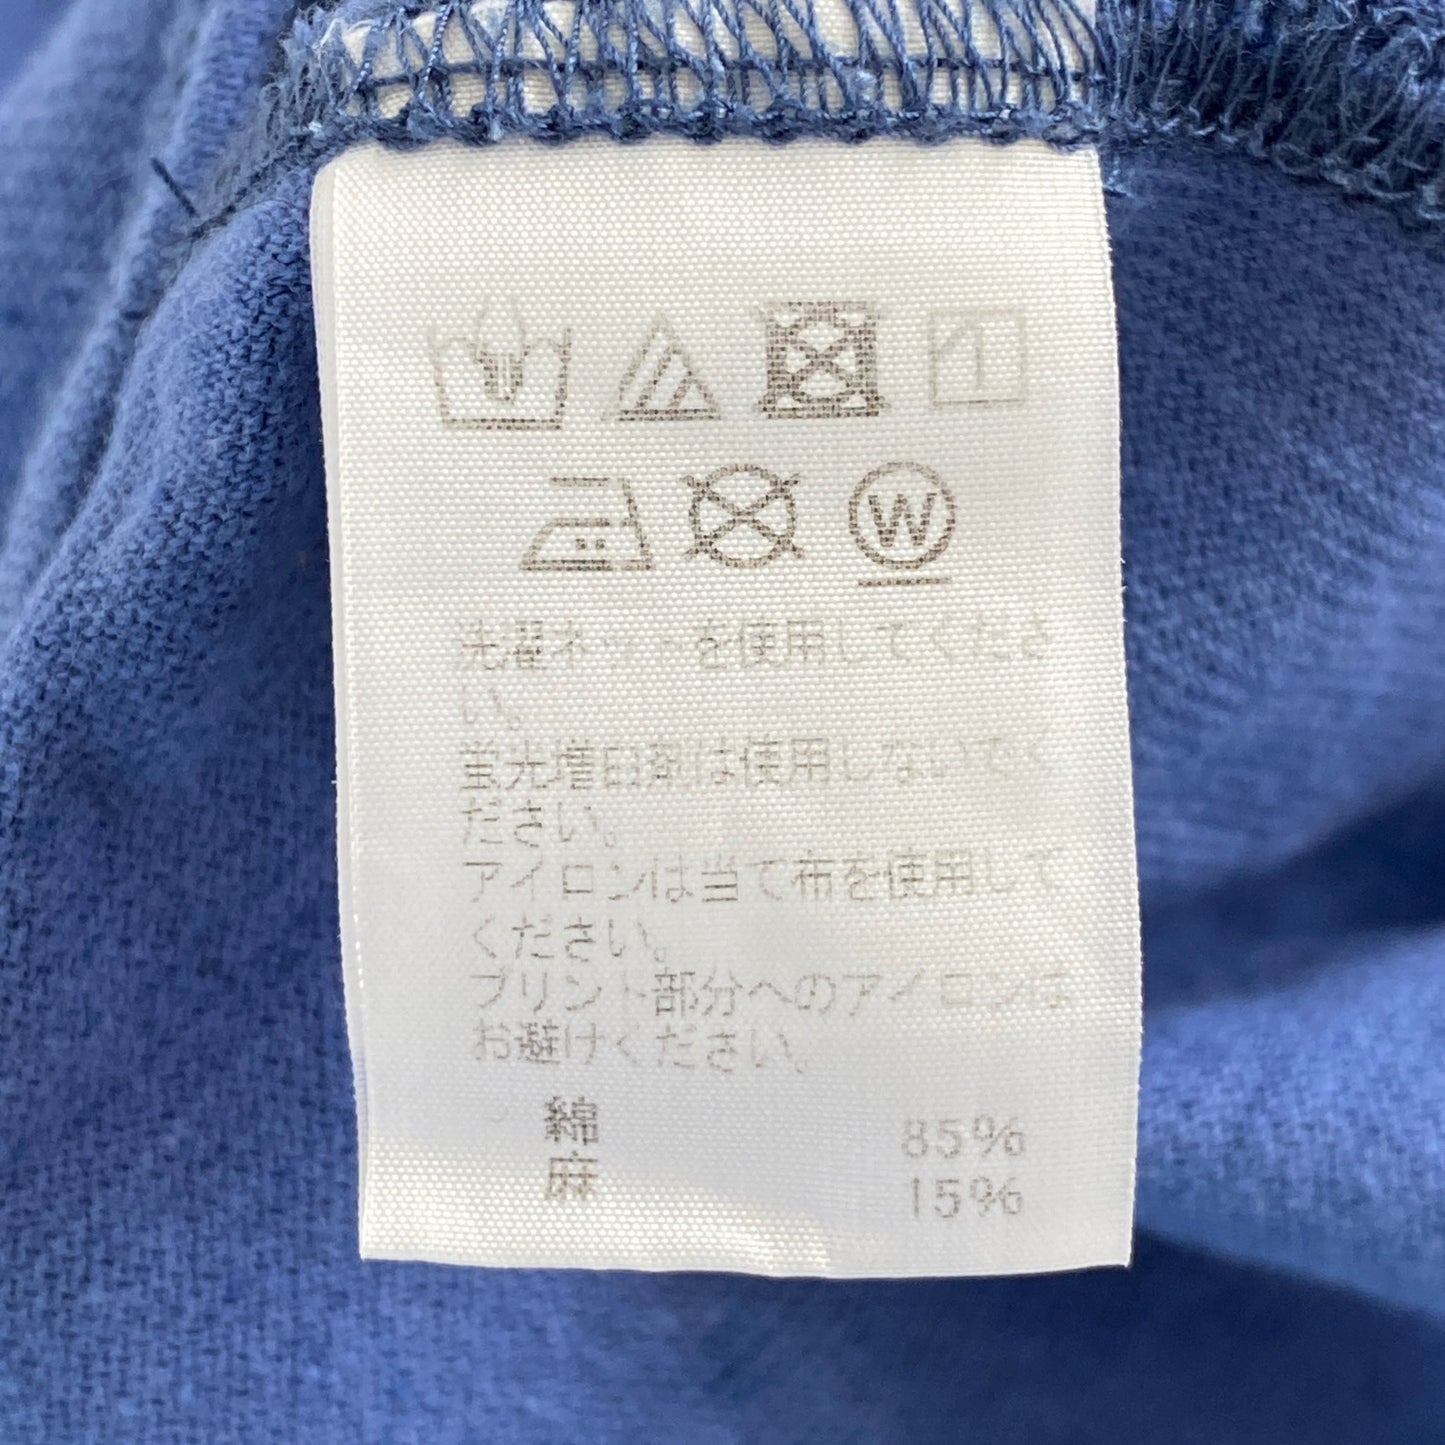 W
洗濯ネットを使用してくださ
い。
蛍光増白剤は使用しないでく
ださい。
アイロンは当て布を使用して
ください。
プリント部分へのアイロンは
お避けください。
綿 85%
麻 15%